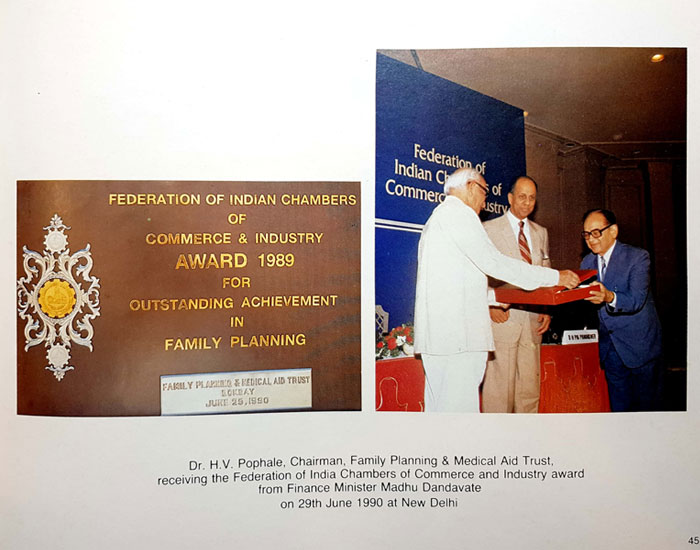 FEDERATION OF INDIAN CHAMBERS
OF
COMMERCE & INDUSTRY
AWARD 1989
FOR
OUTSTANDING ACHIEVEMENT
IN
FAMILY PLANNING
FAMILY PLANNING & MEDICAL AID TRUST
BOMBAY
JUNE 29, 1990
Federation of
Indian Chambers of
Commerce Industry
Dr. H.V. Pophale, Chairman, Family Planning & Medical Aid Trust,
receiving the Federation of India Chambers of Commerce and Industry award
from Finance Minister Madhu Dandavate
on 29th June 1990 at New Delhi
45